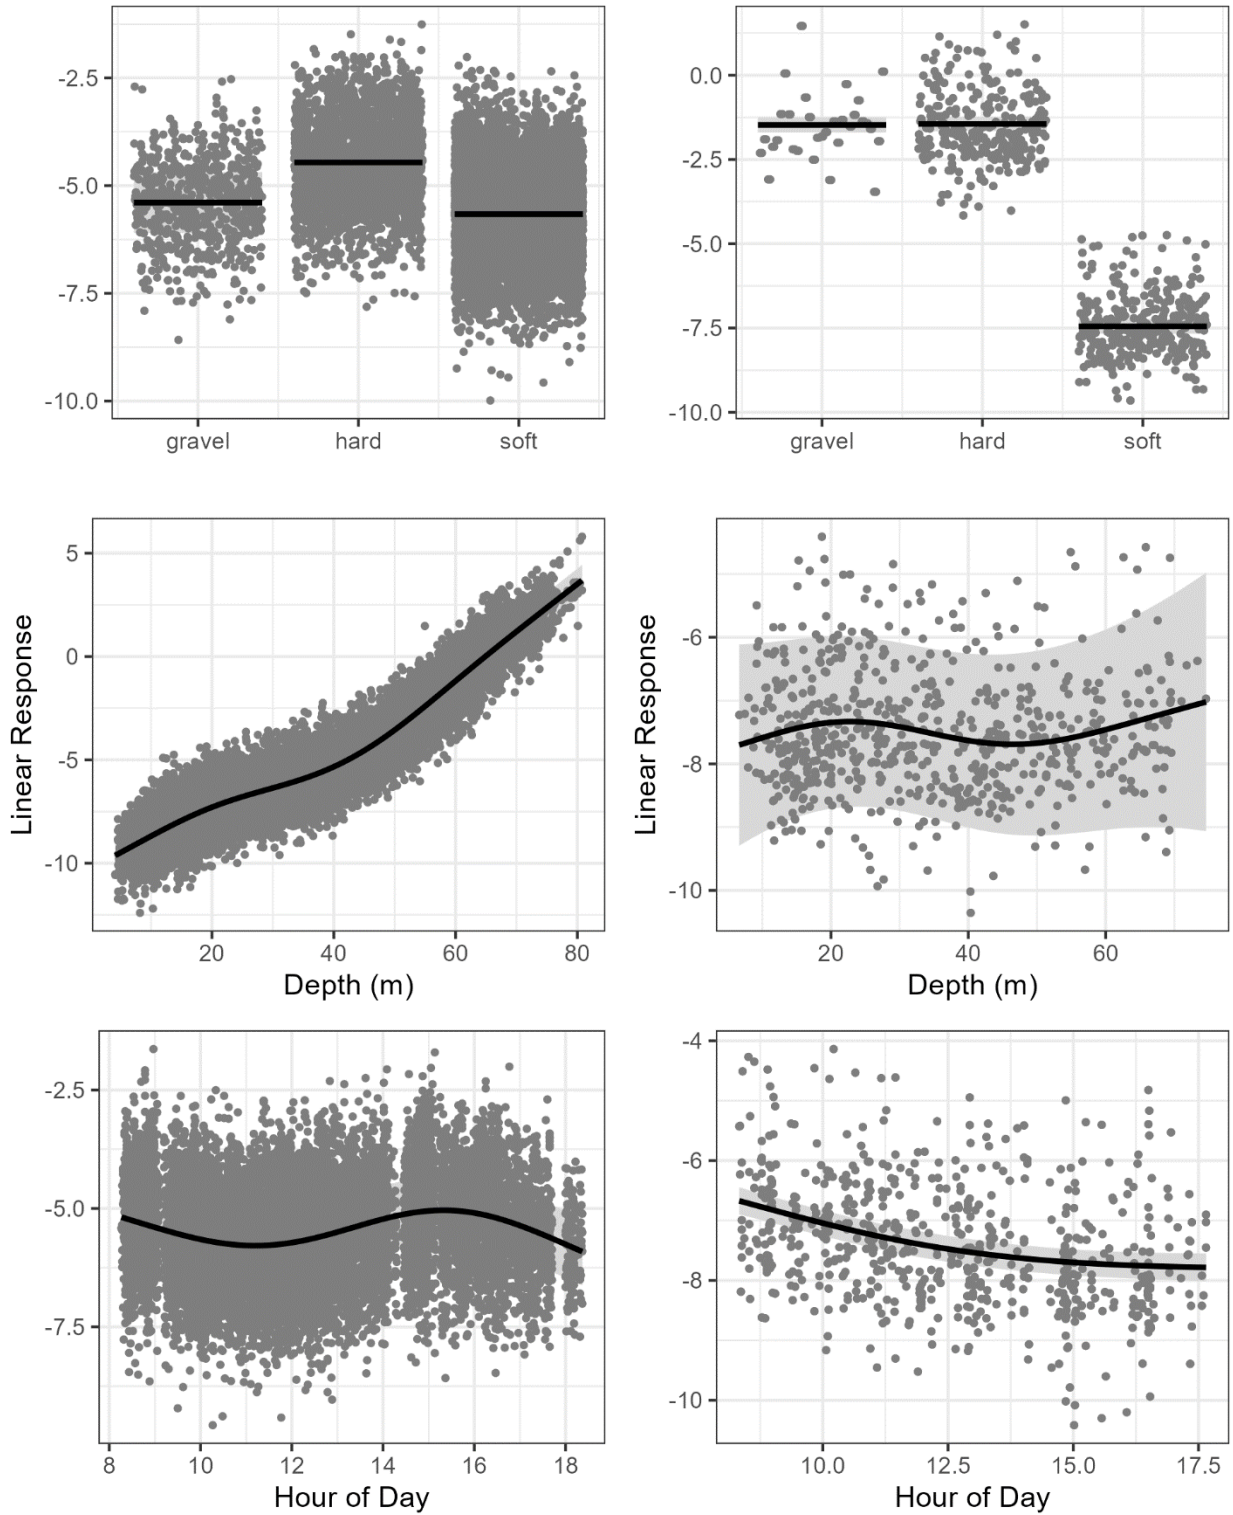 -2.5
-5.0
-7.5
-10.0
gravel hard soft
0.0
-2.5
-5.0
-7.5
-10.0
gravel hard soft
Linear Response
5
0
-5
-10
20 40 60 80
Depth (m)
Linear Response
-6
-8
-10
20 40 60
Depth (m)
-2.5
-5.0
-7.5
8 10 12 14 16 18
Hour of Day
-4
-6
-8
-10
10.0 12.5 15.0 17.5
Hour of Day